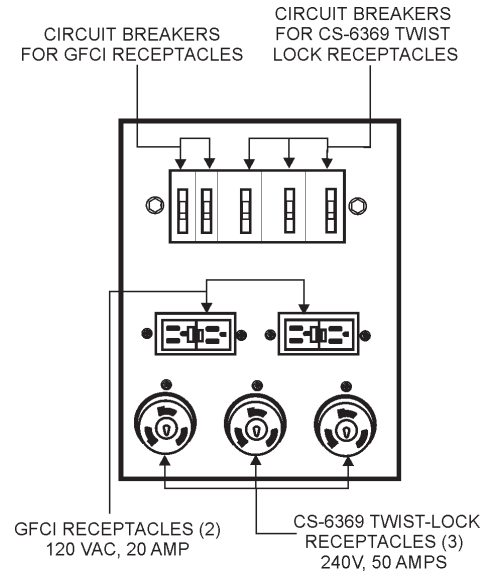 CIRCUIT BREAKERS
FOR GFCI RECEPTACLES
CIRCUIT BREAKERS
FOR CS-6369 TWIST
LOCK RECEPTACLES
GFCI RECEPTACLES (2)
120 VAC, 20 AMP
CS-6369 TWIST-LOCK
RECEPTACLES (3)
240V, 50 AMPS